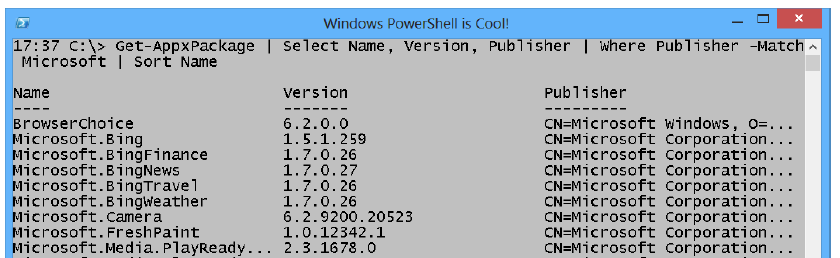 Windows PowerShell is Cool!
17:37 C:\> Get-AppxPackage | Select Name, Version, Publisher | Where Publisher -Match
Microsoft | Sort Name
Name Version Publisher
---- ------- ---------
BrowserChoice 6.2.0.0 CN=Microsoft Windows, O=...
Microsoft.Bing 1.5.1.259 CN=Microsoft Corporation...
Microsoft.BingFinance 1.7.0.26 CN=Microsoft Corporation...
Microsoft.BingNews 1.7.0.27 CN=Microsoft Corporation...
Microsoft.BingTravel 1.7.0.26 CN=Microsoft Corporation...
Microsoft.BingWeather 1.7.0.26 CN=Microsoft Corporation...
Microsoft.Camera 6.2.9200.20523 CN=Microsoft Corporation...
Microsoft.FreshPaint 1.0.12342.1 CN=Microsoft Corporation...
Microsoft.Media.PlayReady... 2.3.1678.0 CN=Microsoft Corporation...